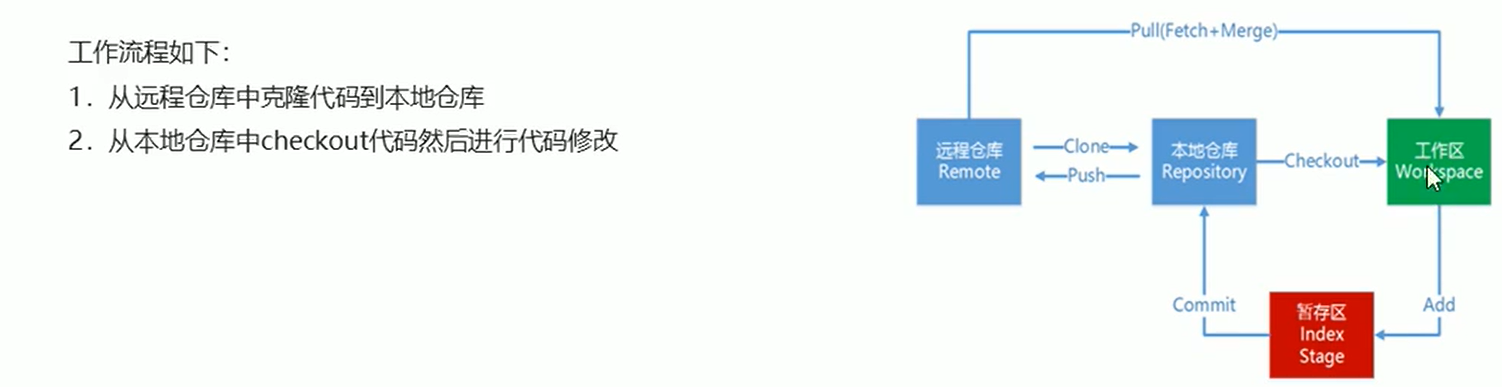 工作流程如下：
1．从远程仓库中克隆代码到本地仓库
2．从本地仓库中checkout代码然后进行代码修改
Pull(Fetch+Merge)
远程仓库
Remote
Clone
Push
本地仓库
Repository
Checkout
工作区
Workspace
Commit
暂存区
Index
Stage
Add